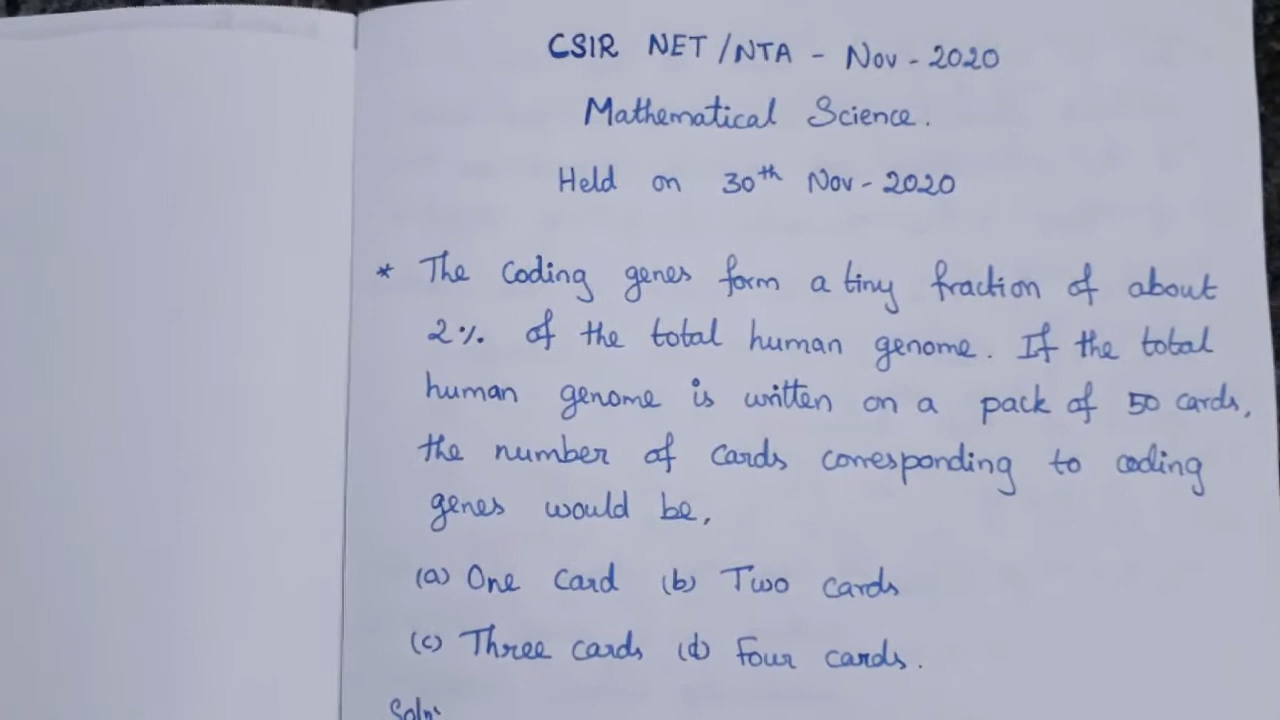 CSIR NET/NTA - Nov - 2020
Mathematical Science.
Held on 30th Nov - 2020
* The Coding genes form a tiny fraction of about
2%. of the total human genome. If the total
human genome is written on a pack of 50 cards,
the number of cards corresponding to coding
genes would be,
(a) One Card (b) Two cards
(c) Three cards (d) Four cards.
Soln: